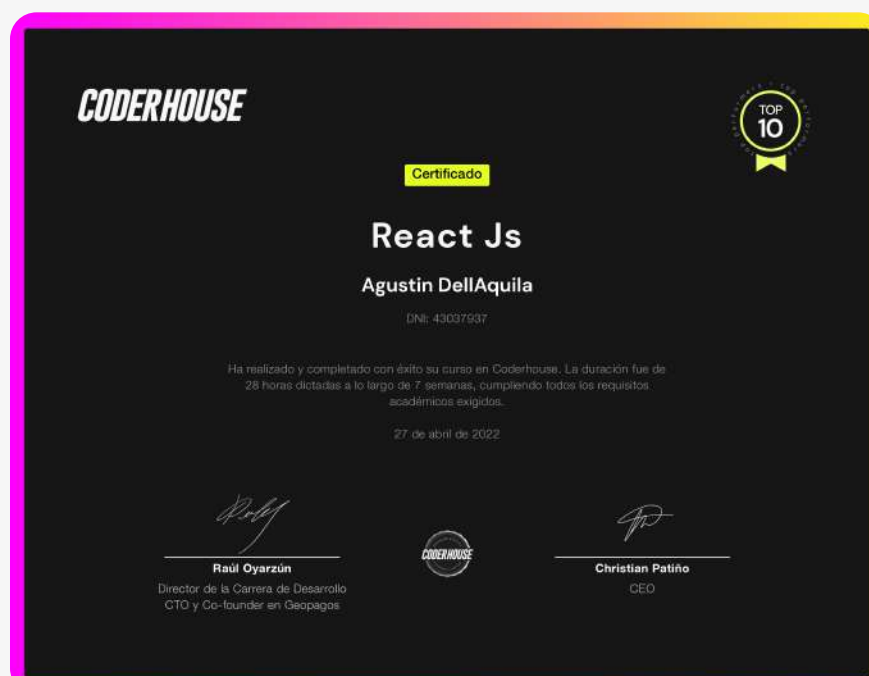 CODERHOUSE
TOP
10
Certificado
React Js
Agustin DellAquila
DNI: 43037937
Ha realizado y completado con éxito su curso en Coderhouse. La duración fue de
28 horas dictadas a lo largo de 7 semanas, cumpliendo todos los requisitos
académicos exigidos.
27 de abril de 2022
CODERHOUSE
Raúl Oyarzún
Christian Patiño
Director de la Carrera de Desarrollo
CEO
CTO y Co-founder en Geopagos